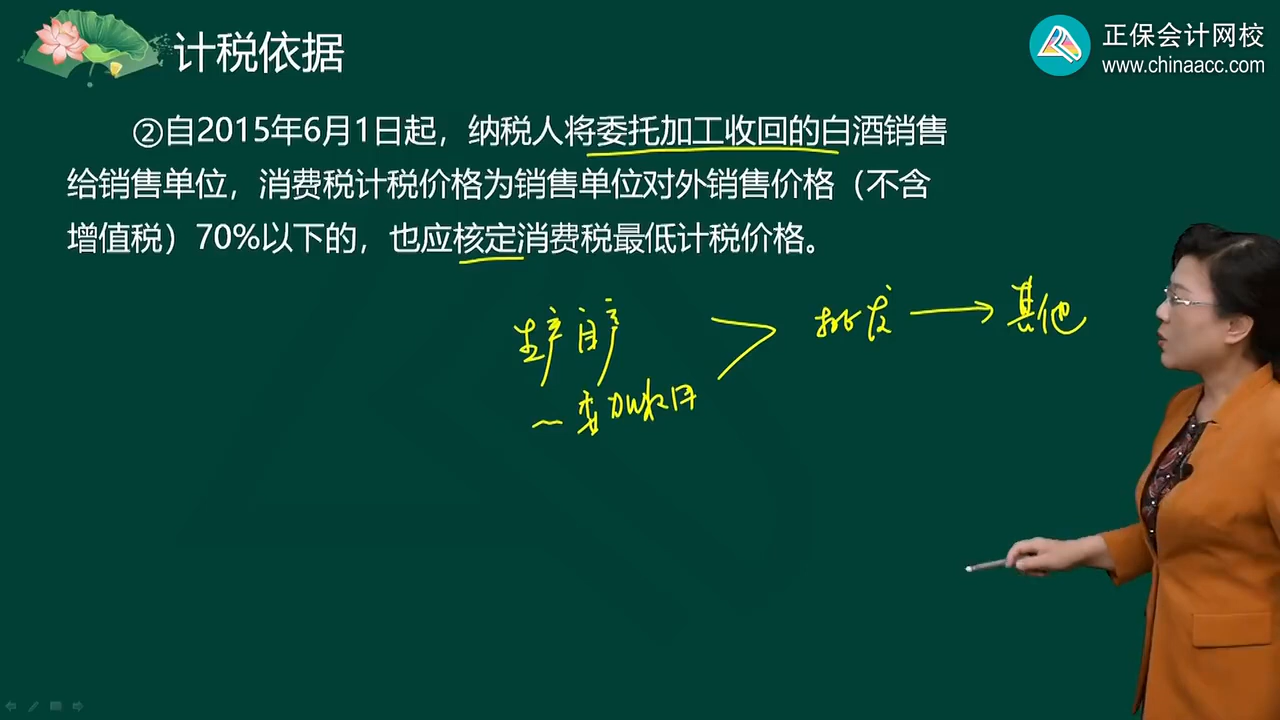 计税依据
正保会计网校
www.chinaacc.com
②自2015年6月1日起，纳税人将委托加工收回的白酒销售
给销售单位，消费税计税价格为销售单位对外销售价格（不含
增值税）70%以下的，也应核定消费税最低计税价格。
生产 自产
批发
其他
委加收回